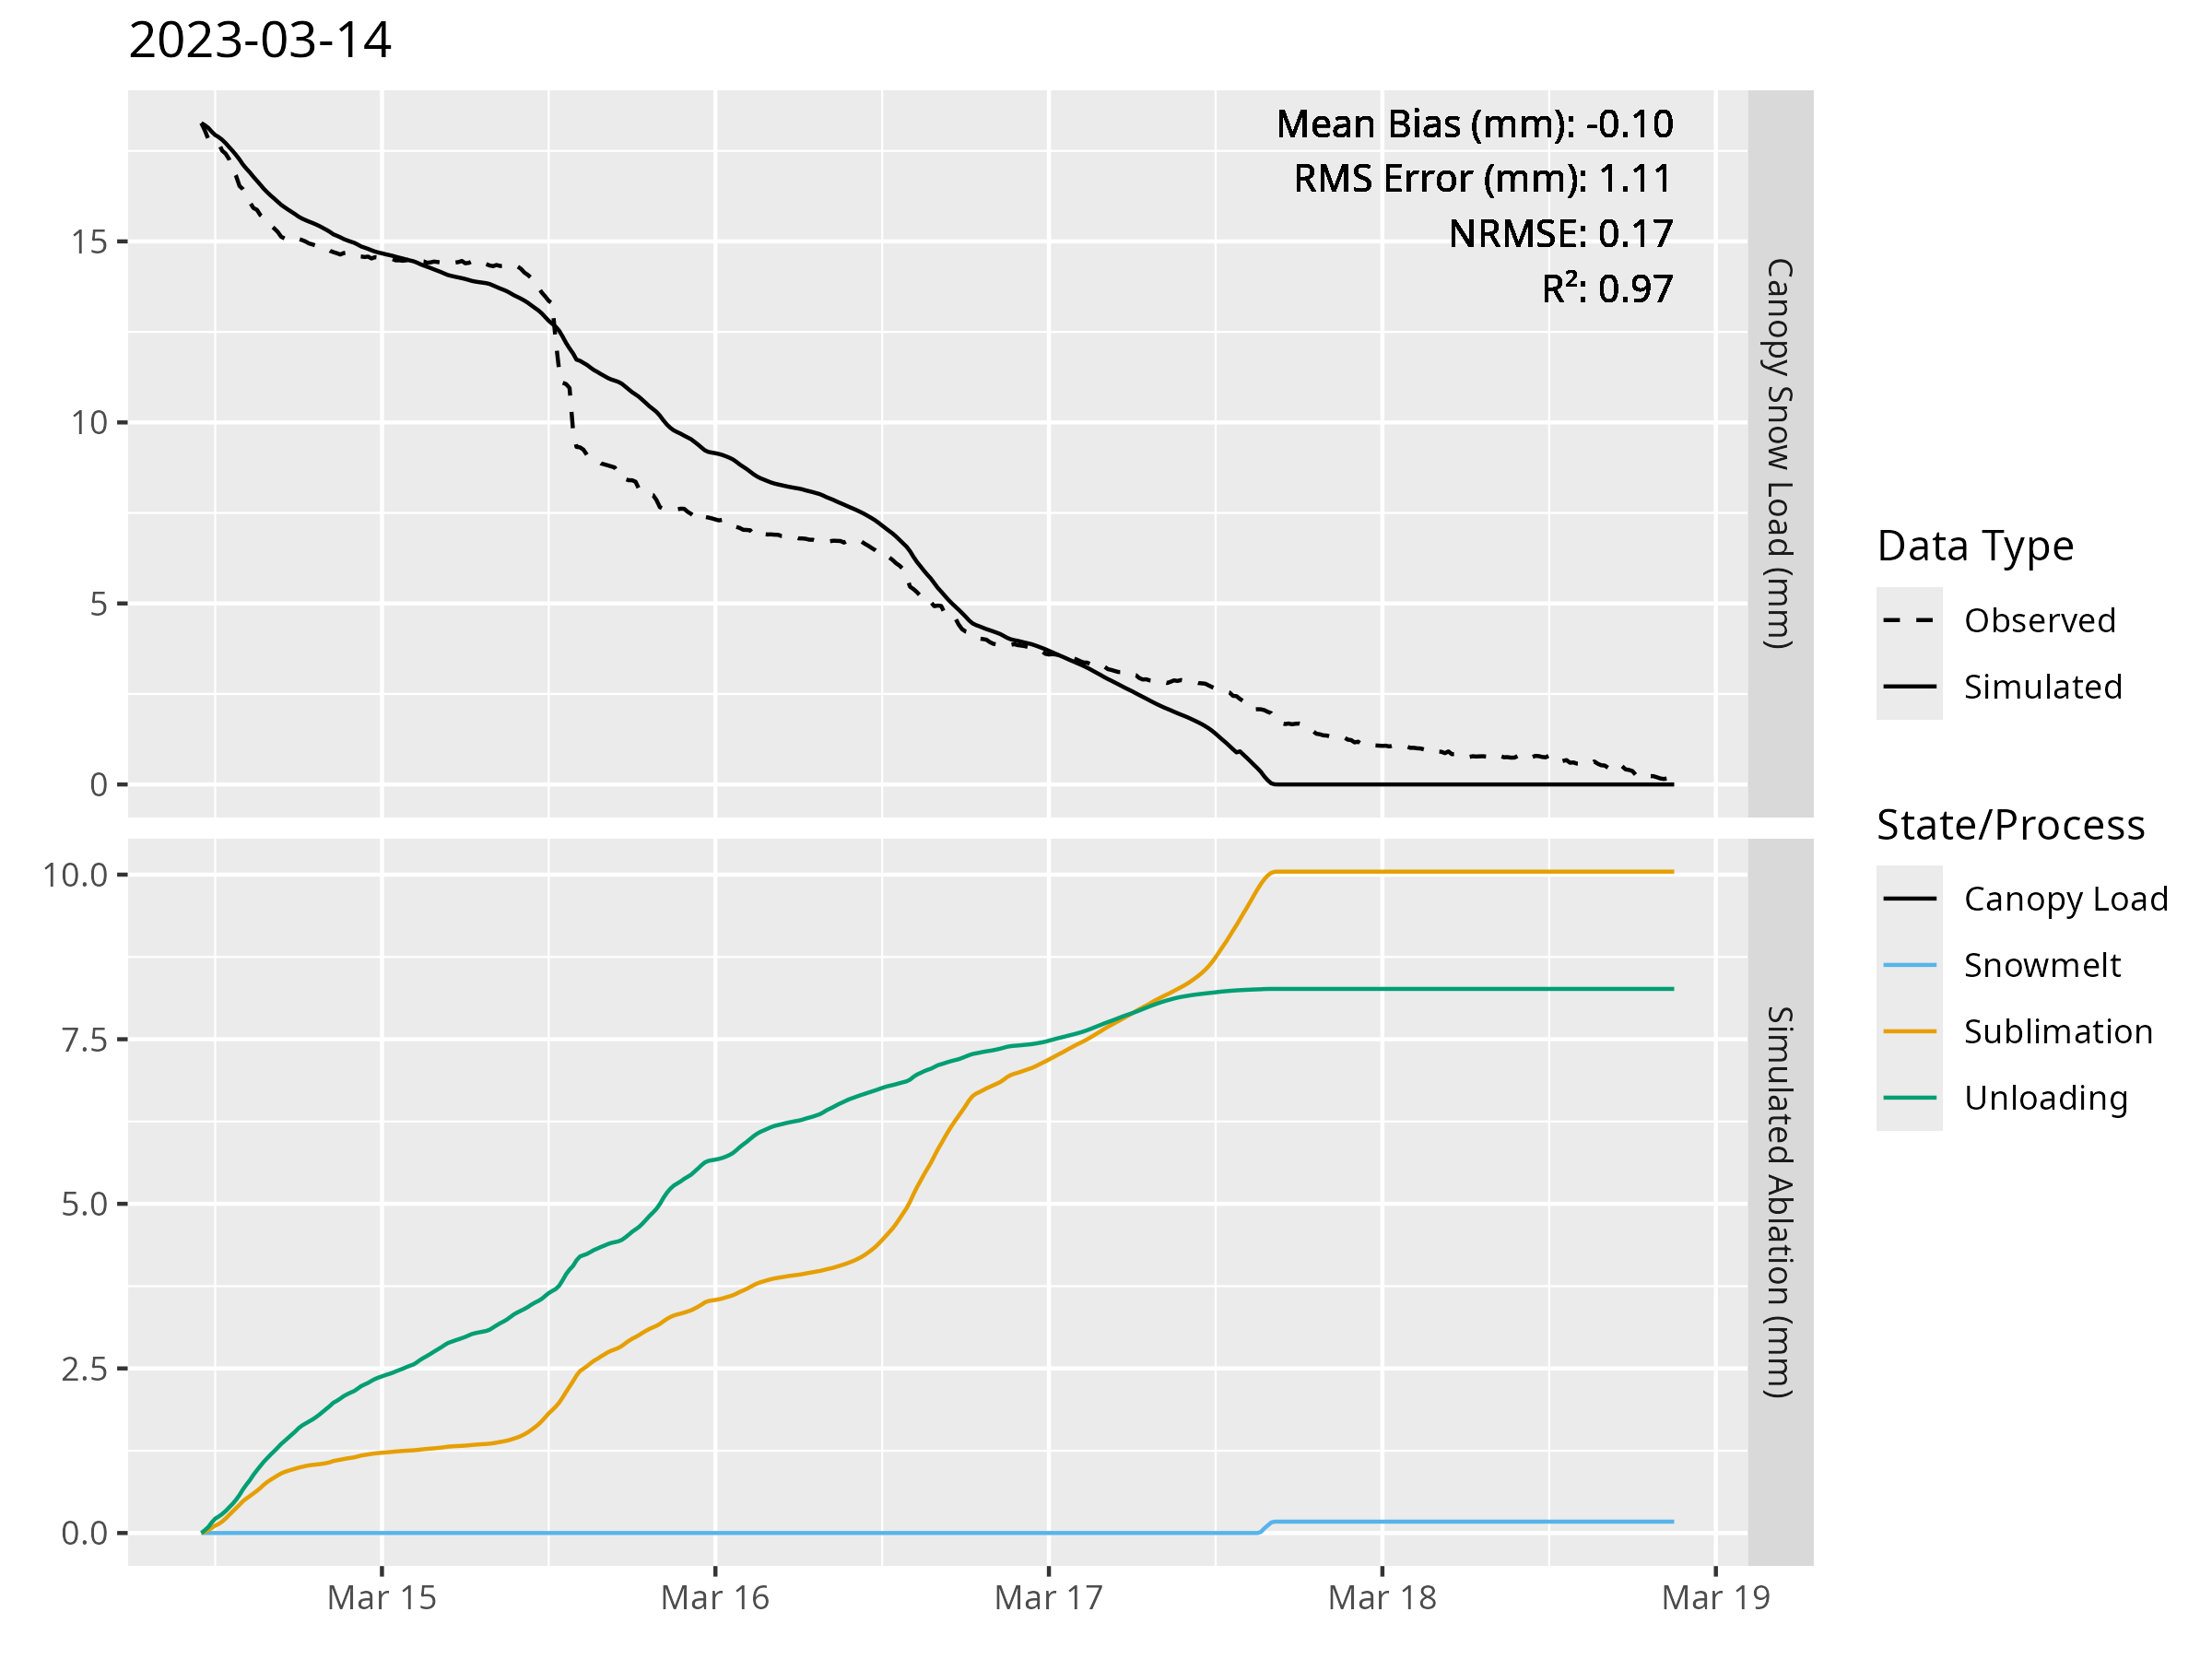 2023-03-14
Mean Bias (mm): -0.10
RMS Error (mm): 1.11
NRMSE: 0.17
R²: 0.97
15
10
5
0
Canopy Snow Load (mm)
10.0
7.5
5.0
2.5
0.0
Simulated Ablation (mm)
Mar 15
Mar 16
Mar 17
Mar 18
Mar 19
Data Type
Observed
Simulated
State/Process
Canopy Load
Snowmelt
Sublimation
Unloading